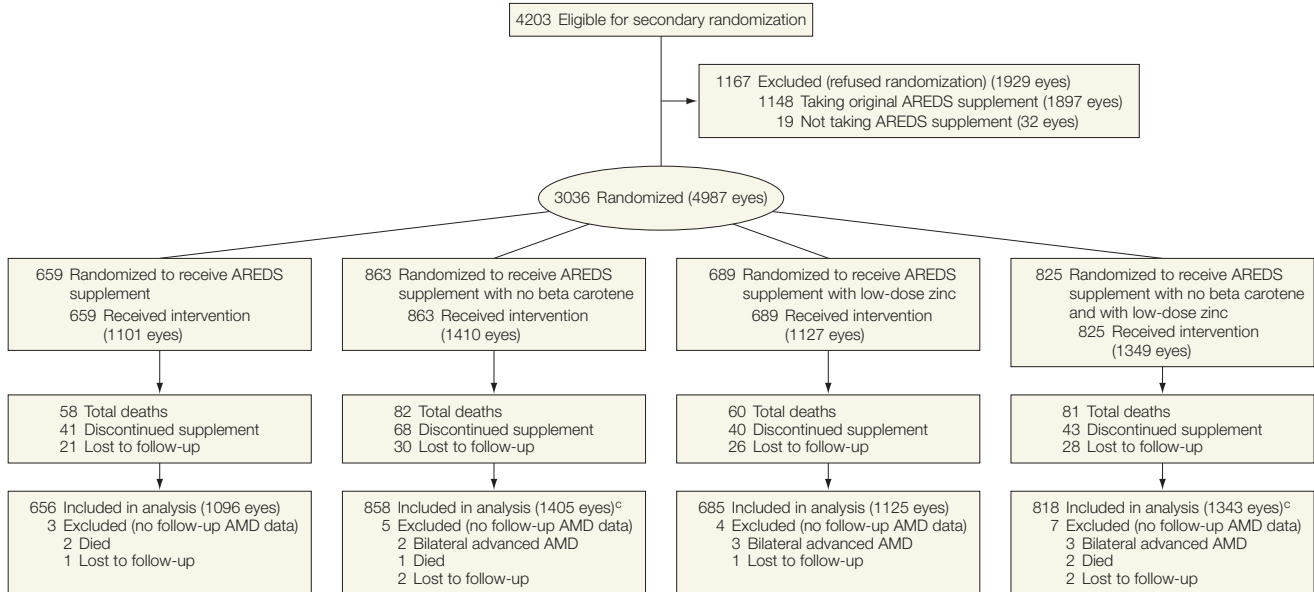 4203 Eligible for secondary randomization
1167 Excluded (refused randomization) (1929 eyes)
1148 Taking original AREDS supplement (1897 eyes)
19 Not taking AREDS supplement (32 eyes)
3036 Randomized (4987 eyes)
659 Randomized to receive AREDS
supplement
659 Received intervention
(1101 eyes)
863 Randomized to receive AREDS
supplement with no beta carotene
863 Received intervention
(1410 eyes)
689 Randomized to receive AREDS
supplement with low-dose zinc
689 Received intervention
(1127 eyes)
825 Randomized to receive AREDS
supplement with no beta carotene
and with low-dose zinc
825 Received intervention
(1349 eyes)
58 Total deaths
41 Discontinued supplement
21 Lost to follow-up
82 Total deaths
68 Discontinued supplement
30 Lost to follow-up
60 Total deaths
40 Discontinued supplement
26 Lost to follow-up
81 Total deaths
43 Discontinued supplement
28 Lost to follow-up
656 Included in analysis (1096 eyes)
3 Excluded (no follow-up AMD data)
2 Died
1 Lost to follow-up
858 Included in analysis (1405 eyes)c
5 Excluded (no follow-up AMD data)
2 Bilateral advanced AMD
1 Died
2 Lost to follow-up
685 Included in analysis (1125 eyes)
4 Excluded (no follow-up AMD data)
3 Bilateral advanced AMD
1 Lost to follow-up
818 Included in analysis (1343 eyes)c
7 Excluded (no follow-up AMD data)
3 Bilateral advanced AMD
2 Died
2 Lost to follow-up